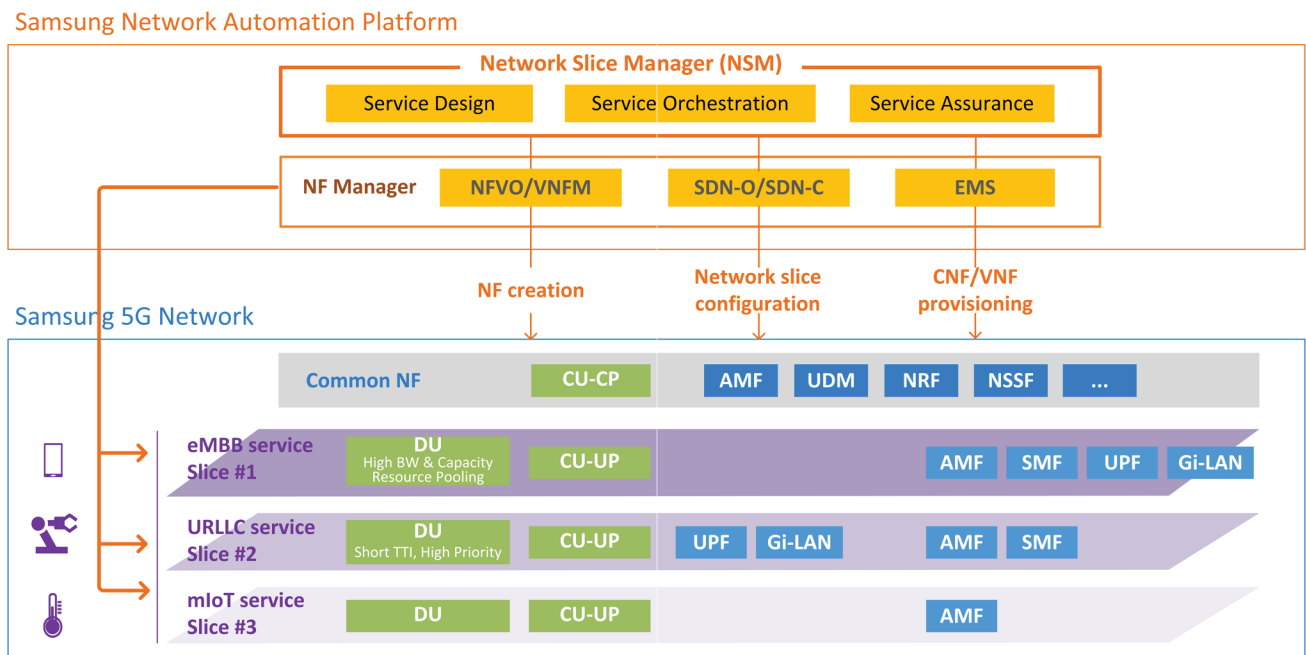 Samsung Network Automation Platform
Network Slice Manager (NSM)
Service Design
Service Orchestration
Service Assurance
NF Manager
NFVO/VNFM
SDN-O/SDN-C
EMS
NF creation
Network slice
configuration
CNF/VNF
provisioning
Samsung 5G Network
Common NF
CU-CP
AMF
UDM
NRF
NSSF
...
eMBB service
Slice #1
DU
High BW & Capacity
Resource Pooling
CU-UP
AMF
SMF
UPF
Gi-LAN
URLLC service
Slice #2
DU
Short TTI, High Priority
CU-UP
UPF
Gi-LAN
AMF
SMF
mIoT service
Slice #3
DU
CU-UP
AMF